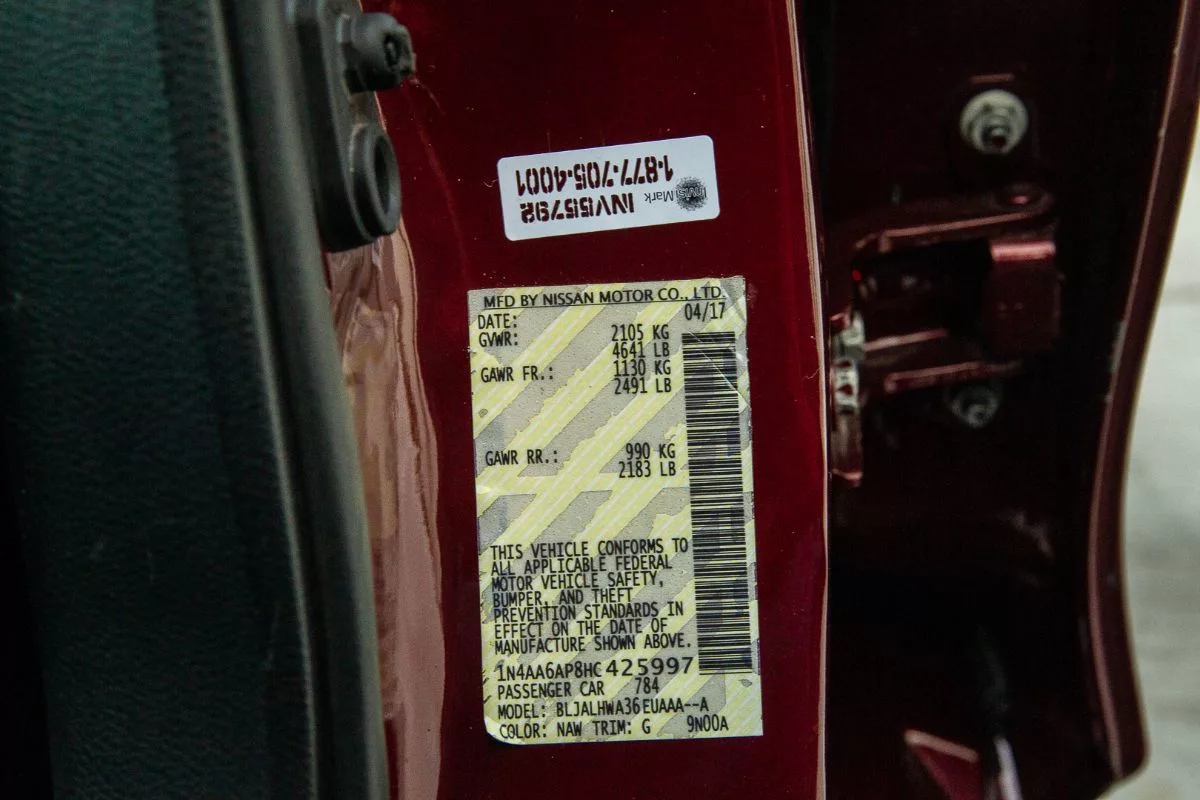 INV55792
InvisiMark
1-877-705-4001
MFD BY NISSAN MOTOR CO., LTD.
DATE: 04/17
GVWR: 2105 KG
4641 LB
GAWR FR.: 1130 KG
2491 LB
GAWR RR.: 990 KG
2183 LB
THIS VEHICLE CONFORMS TO
ALL APPLICABLE FEDERAL
MOTOR VEHICLE SAFETY,
BUMPER, AND THEFT
PREVENTION STANDARDS IN
EFFECT ON THE DATE OF
MANUFACTURE SHOWN ABOVE.
1N4AA6AP8HC425997
PASSENGER CAR 784
MODEL: BLJALHWA36EUAAA--A
COLOR: NAW TRIM: G 9N00A